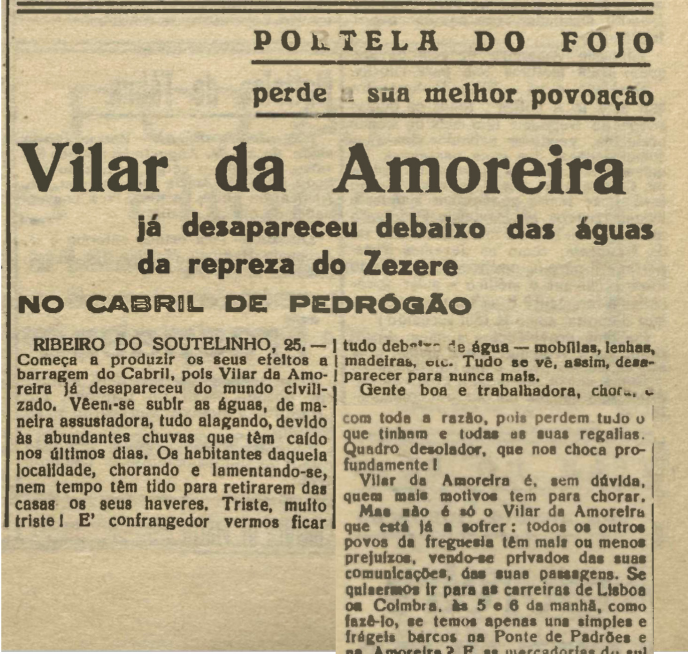 PORTELA DO FOJO
perde a sua melhor povoação
Vilar da Amoreira
já desapareceu debaixo das águas
da repreza do Zezere
NO CABRIL DE PEDRÓGÃO
RIBEIRO DO SOUTELINHO, 25. —
Começa a produzir os seus efeitos a
barragem do Cabril, pois Vilar da Amo-
reira já desapareceu do mundo civili-
zado. Vêem-se subir as águas, de ma-
neira assustadora, tudo alagando, devido
às abundantes chuvas que têm caído
nos últimos dias. Os habitantes daquela
localidade, chorando e lamentando-se,
nem tempo têm tido para retirarem das
casas os seus haveres. Triste, muito
triste! E' confrangedor vermos ficar
tudo debaixo de água — mobílias, lenhas,
madeiras, etc. Tudo se vê, assim, desa-
parecer para nunca mais.
Gente boa e trabalhadora, chora, e
com toda a razão, pois perdem tudo o
que tinham e todas as suas regalias.
Quadro desolador, que nos choca pro-
fundamente!
Vilar da Amoreira é, sem dúvida,
quem mais motivos tem para chorar.
Mas não é só o Vilar da Amoreira
que está já a sofrer: todos os outros
povos da freguesia têm mais ou menos
prejuízos, vendo-se privados das suas
comunicações, das suas passagens. Se
quisermos ir para as carreiras de Lisboa
ou Coimbra, às 5 e 6 da manhã, como
fazê-lo, se temos apenas uns simples e
frágeis barcos na Ponte de Padrões e
na Amoreira? E as mercadorias do sul